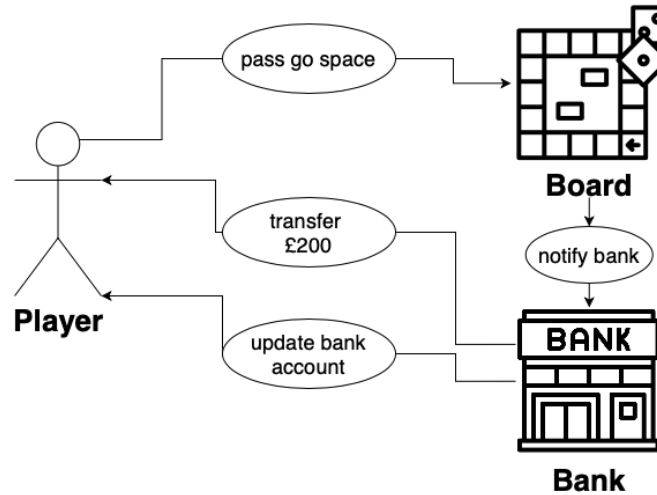 pass go space
Board
transfer
£200
notify bank
Player
BANK
update bank
account
Bank